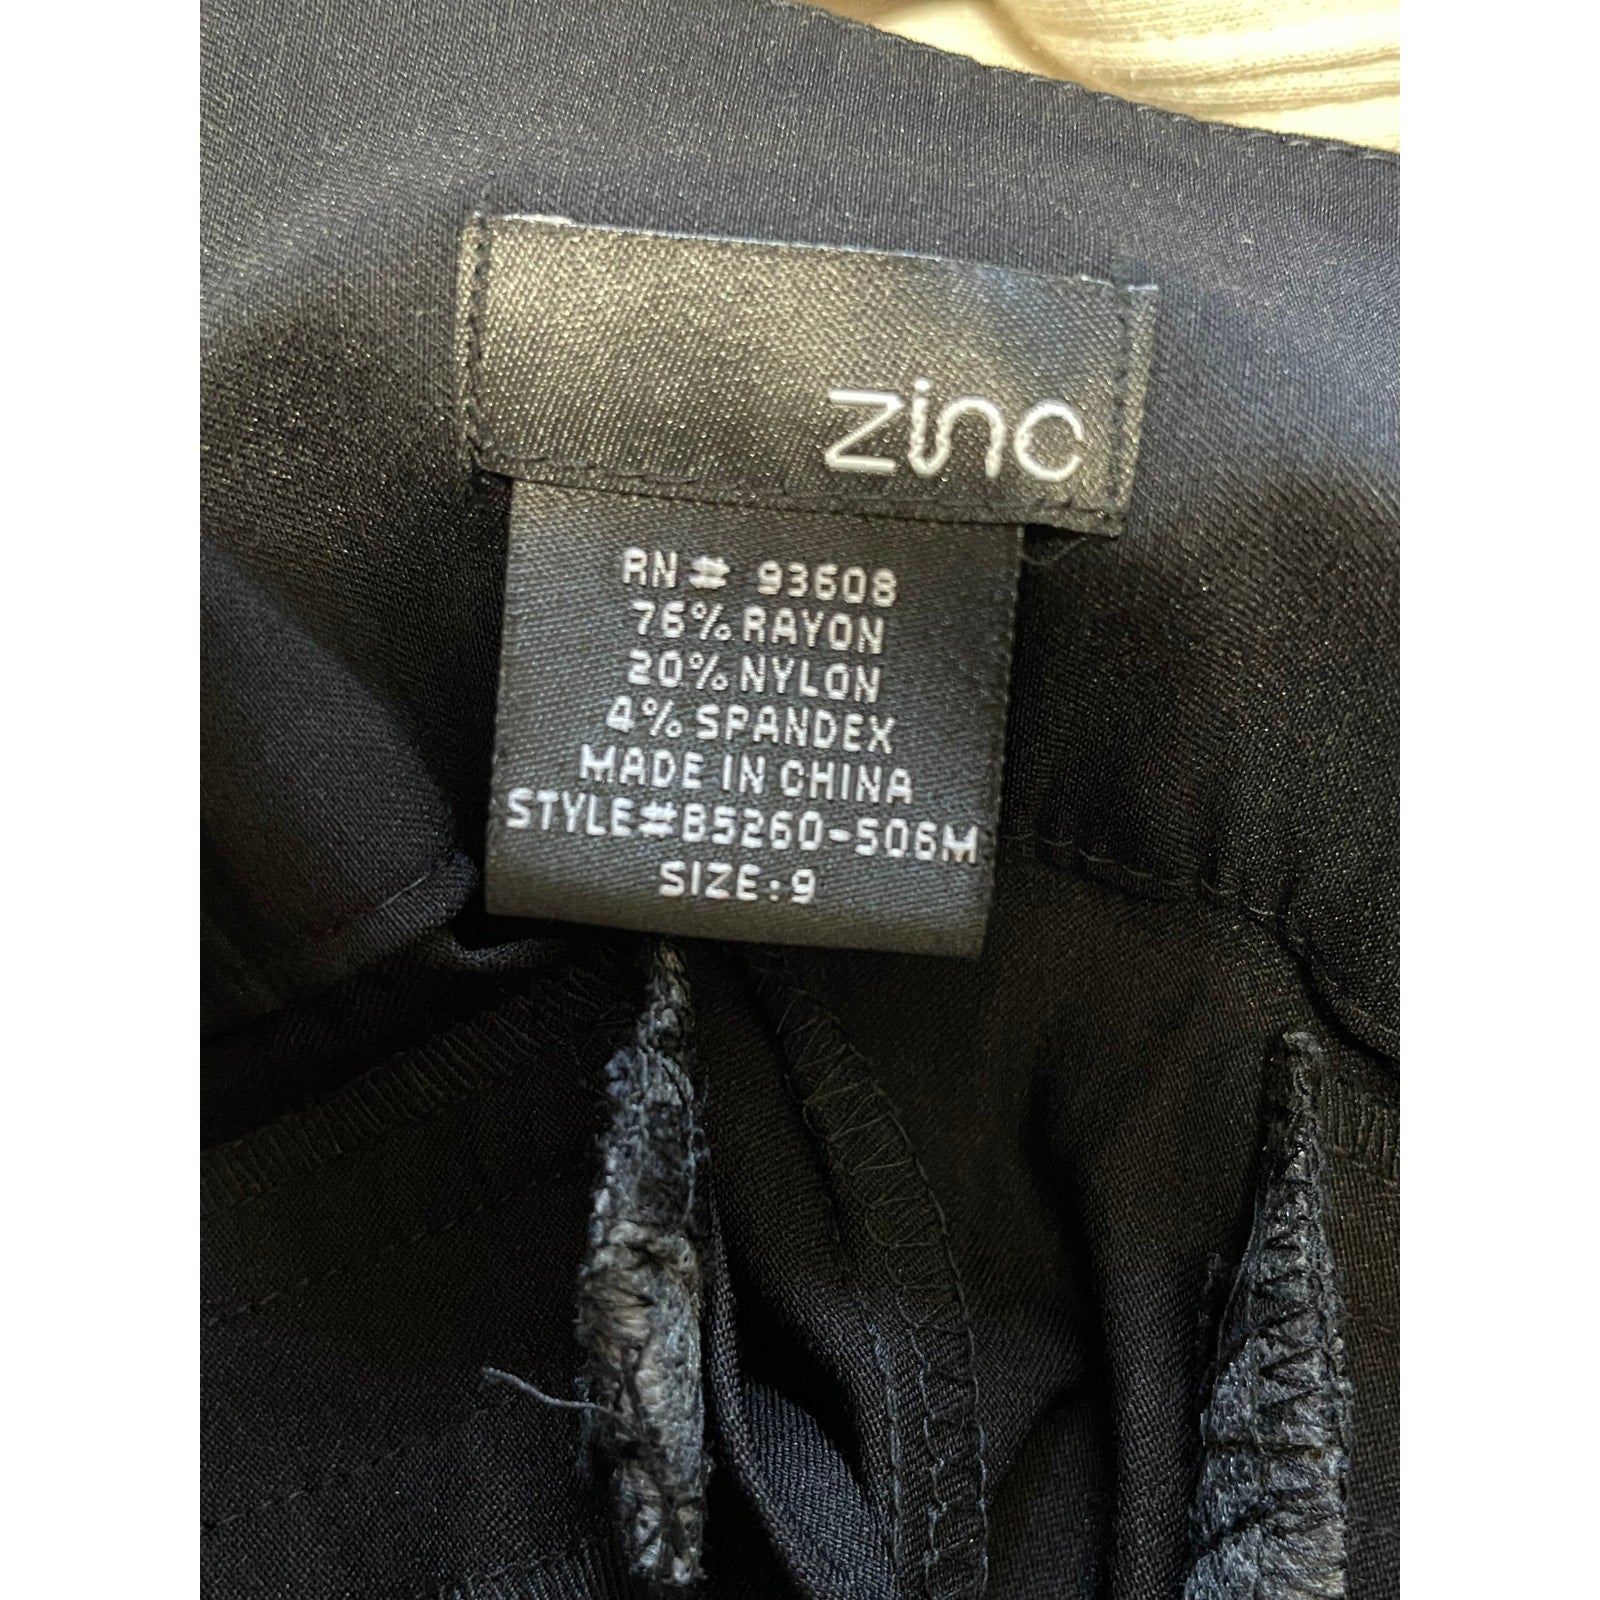 zinc
RN # 93608
76% RAYON
20% NYLON
4% SPANDEX
MADE IN CHINA
STYLE#B5260-506M
SIZE:9